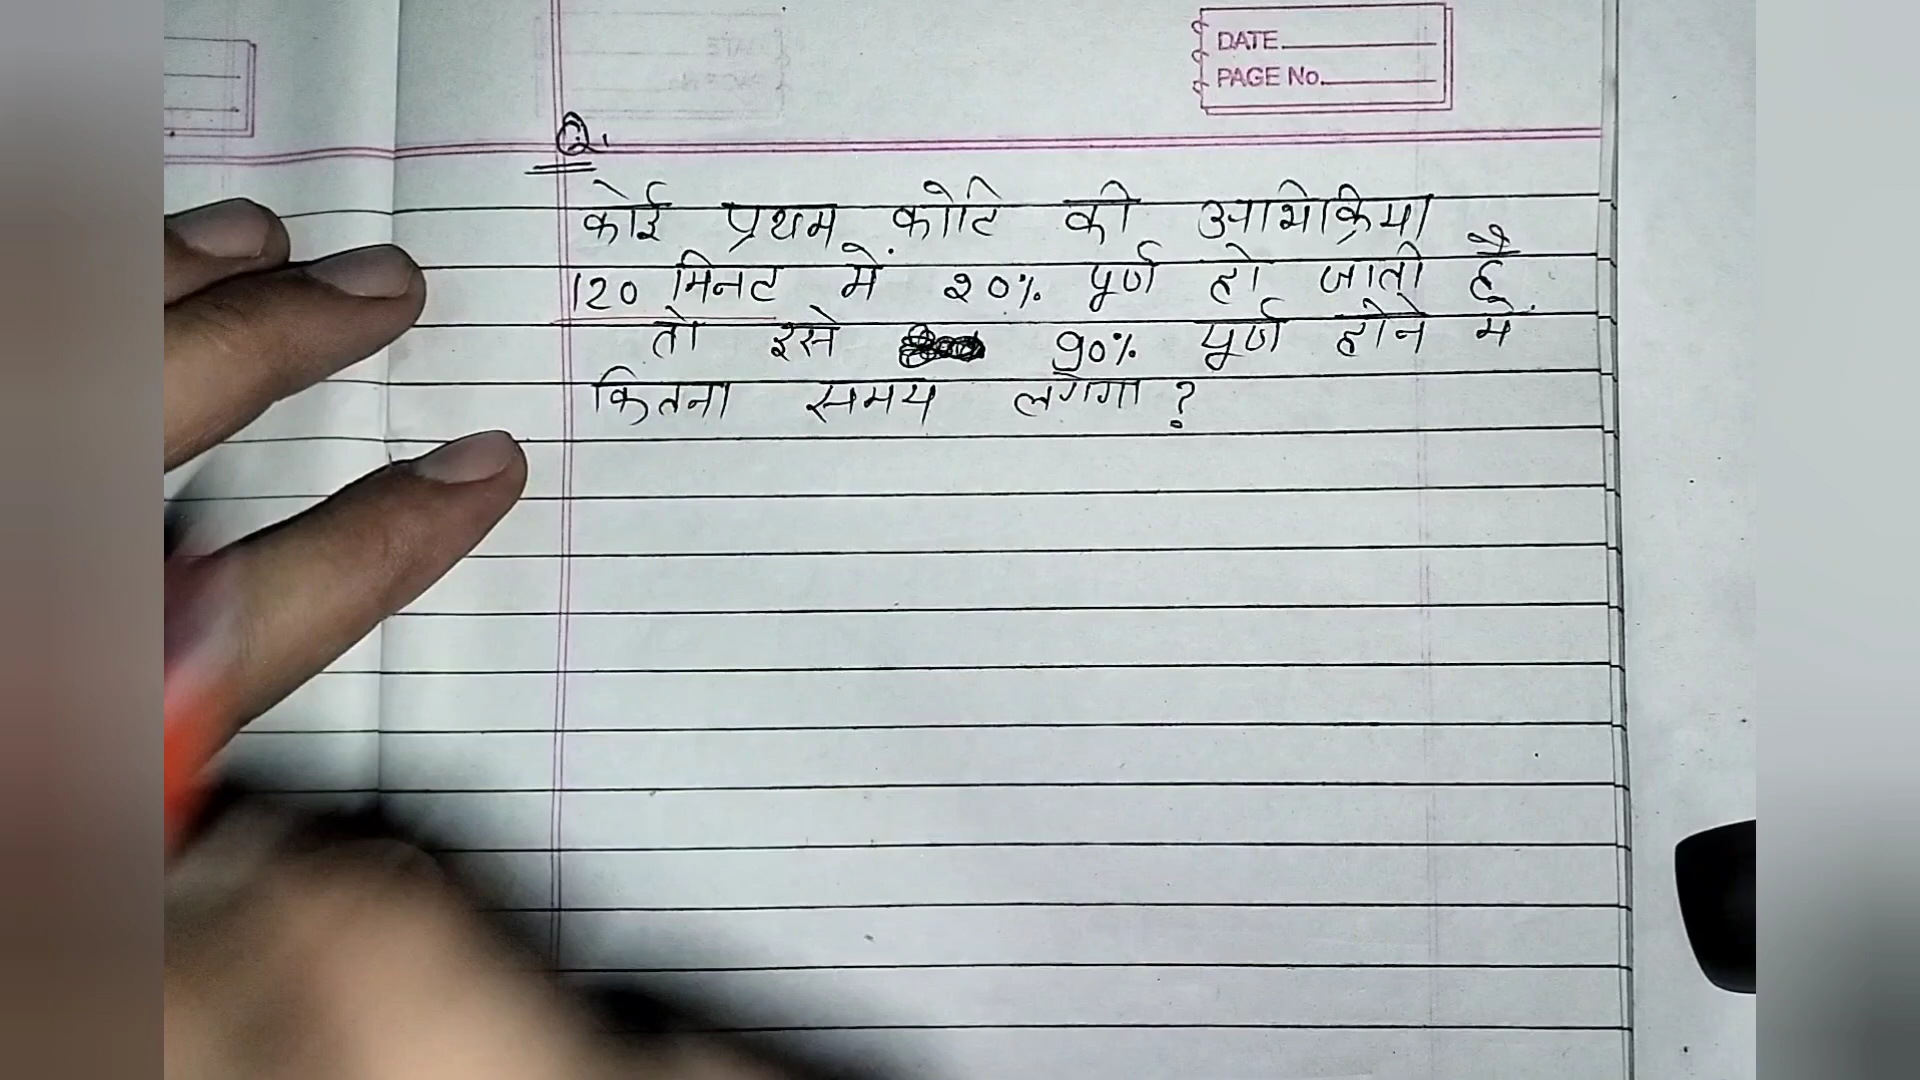 DATE
PAGE No.
Q.
कोई प्रथम कोटि की अभिक्रिया
120 मिनट में 20% पूर्ण हो जाती है
तो इसे 90% पूर्ण होने में
कितना समय लगेगा?